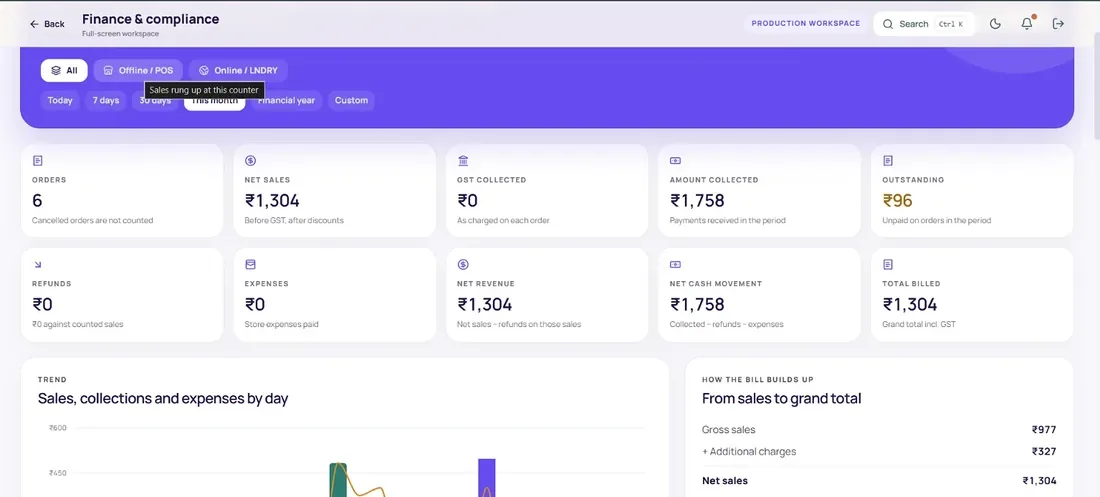 Back
Finance & compliance
Full-screen workspace
PRODUCTION WORKSPACE
Search
Ctrl K
All
Offline / POS
Online / LNDRY
Sales rung up at this counter
Today
7 days
30 days
This month
Financial year
Custom
ORDERS
6
Cancelled orders are not counted
NET SALES
₹1,304
Before GST, after discounts
GST COLLECTED
₹0
As charged on each order
AMOUNT COLLECTED
₹1,758
Payments received in the period
OUTSTANDING
₹96
Unpaid on orders in the period
REFUNDS
₹0
₹0 against counted sales
EXPENSES
₹0
Store expenses paid
NET REVENUE
₹1,304
Net sales − refunds on those sales
NET CASH MOVEMENT
₹1,758
Collected − refunds − expenses
TOTAL BILLED
₹1,304
Grand total incl. GST
TREND
Sales, collections and expenses by day
₹600
₹450
HOW THE BILL BUILDS UP
From sales to grand total
Gross sales ₹977
+ Additional charges ₹327
Net sales ₹1,304